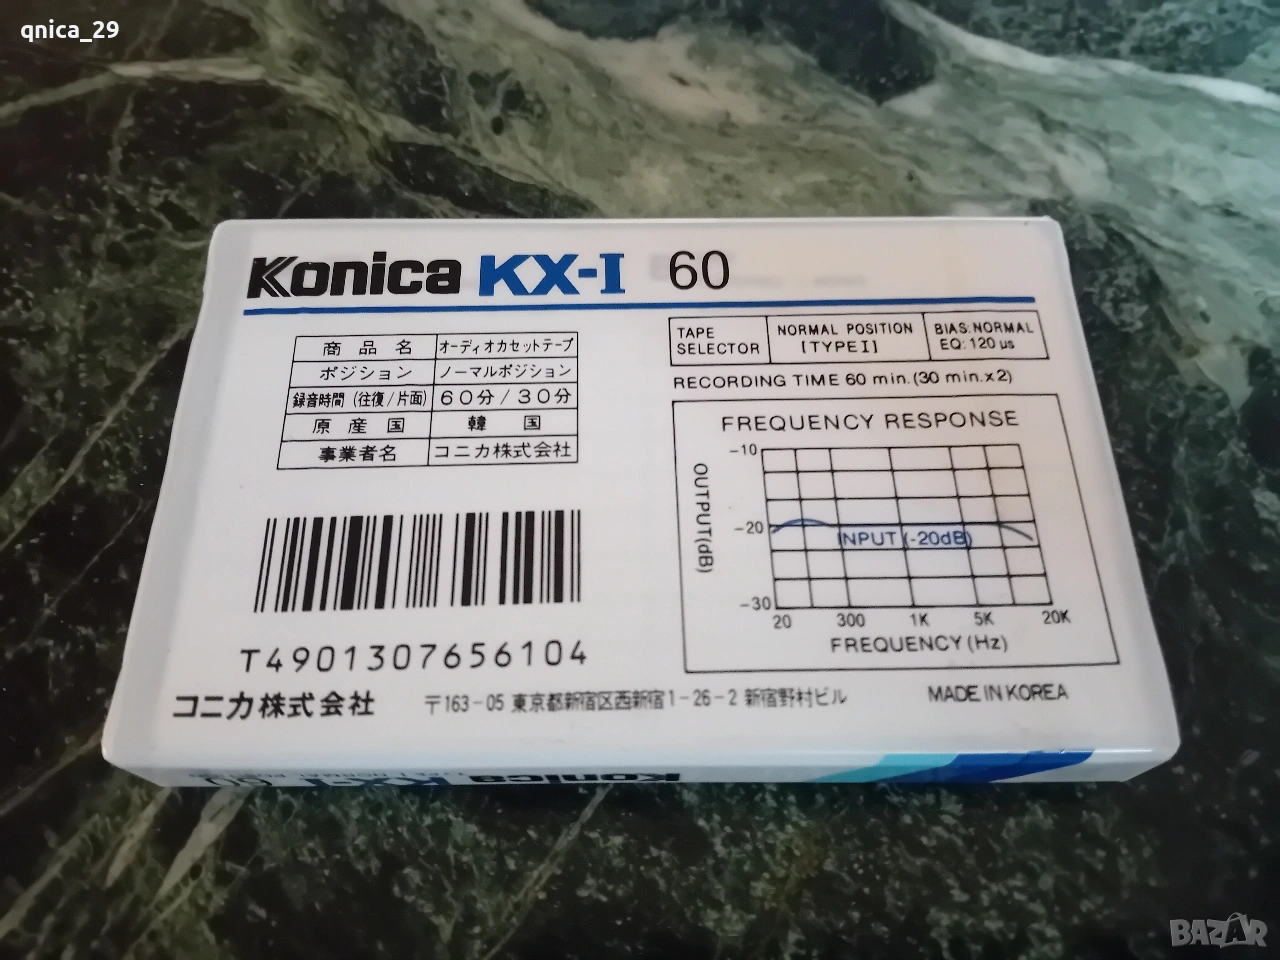 qnica_29
Konica KX-I 60
商品名 オーディオカセットテープ
ポジション ノーマルポジション
録音時間 (往復/片面) 60分/30分
原産国 韓国
事業者名 コニカ株式会社
TAPE SELECTOR NORMAL POSITION [TYPE I] BIAS: NORMAL EQ: 120 μs
RECORDING TIME 60 min. (30 min. x 2)
FREQUENCY RESPONSE
OUTPUT (dB)
-10
-20
INPUT (-20dB)
-30
20 300 1K 5K 20K
FREQUENCY (Hz)
T4901307656104
コニカ株式会社 〒163-05 東京都新宿区西新宿1-26-2 新宿野村ビル MADE IN KOREA
Konica KX-I 60
BAZAR